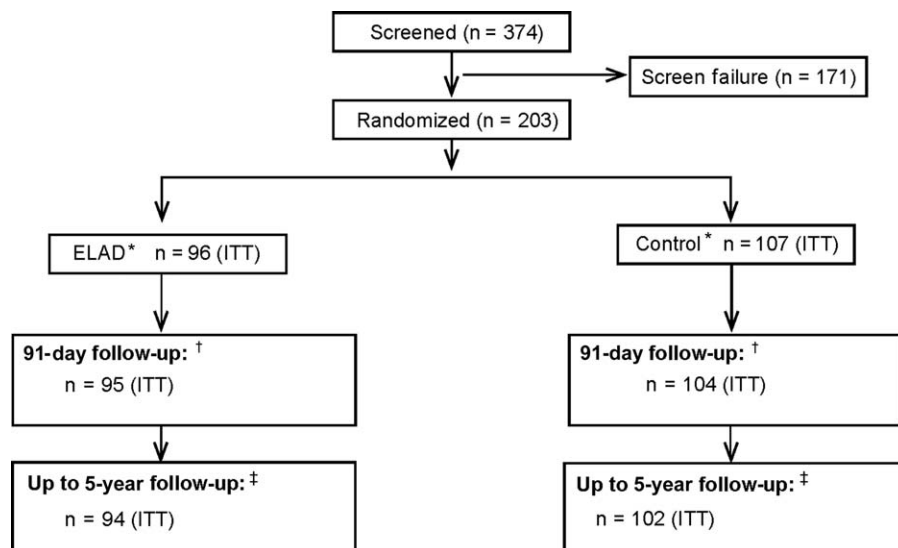 Screened (n = 374)
Screen failure (n = 171)
Randomized (n = 203)
ELAD* n = 96 (ITT)
Control* n = 107 (ITT)
91-day follow-up: †
n = 95 (ITT)
91-day follow-up: †
n = 104 (ITT)
Up to 5-year follow-up: ‡
n = 94 (ITT)
Up to 5-year follow-up: ‡
n = 102 (ITT)